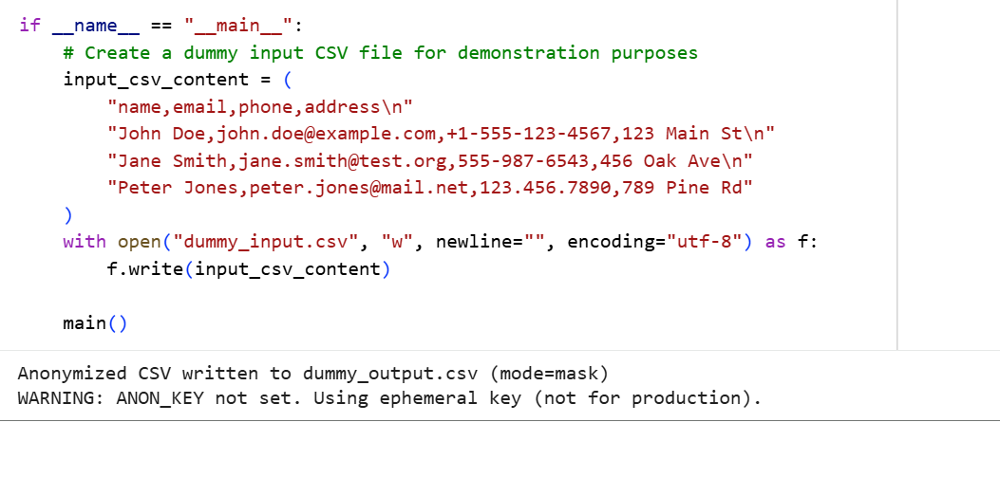 if __name__ == "__main__":
    # Create a dummy input CSV file for demonstration purposes
    input_csv_content = (
        "name,email,phone,address\n"
        "John Doe,john.doe@example.com,+1-555-123-4567,123 Main St\n"
        "Jane Smith,jane.smith@test.org,555-987-6543,456 Oak Ave\n"
        "Peter Jones,peter.jones@mail.net,123.456.7890,789 Pine Rd"
    )
    with open("dummy_input.csv", "w", newline="", encoding="utf-8") as f:
        f.write(input_csv_content)

    main()
Anonymized CSV written to dummy_output.csv (mode=mask)
WARNING: ANON_KEY not set. Using ephemeral key (not for production).